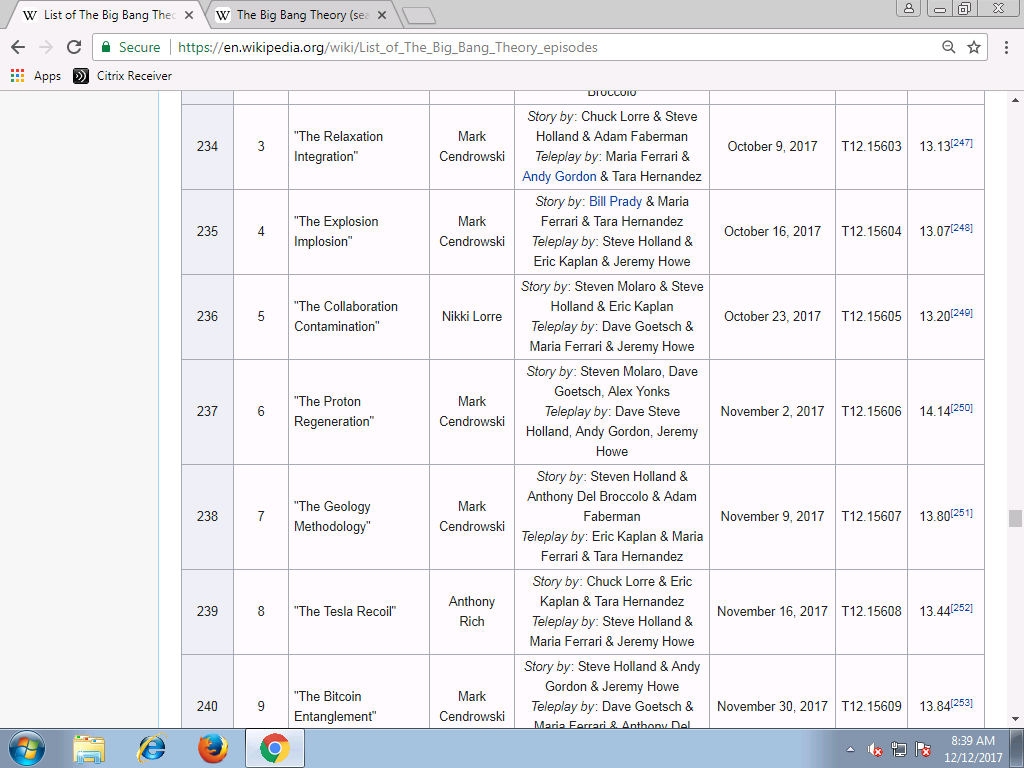 List of The Big Bang Theo
The Big Bang Theory (sea
Secure
https://en.wikipedia.org/wiki/List_of_The_Big_Bang_Theory_episodes
Apps
Citrix Receiver
Broccolo
234
3
"The Relaxation
Integration"
Mark
Cendrowski
Story by: Chuck Lorre & Steve
Holland & Adam Faberman
Teleplay by: Maria Ferrari &
Andy Gordon & Tara Hernandez
October 9, 2017
T12.15603
13.13[247]
235
4
"The Explosion
Implosion"
Mark
Cendrowski
Story by: Bill Prady & Maria
Ferrari & Tara Hernandez
Teleplay by: Steve Holland &
Eric Kaplan & Jeremy Howe
October 16, 2017
T12.15604
13.07[248]
236
5
"The Collaboration
Contamination"
Nikki Lorre
Story by: Steven Molaro & Steve
Holland & Eric Kaplan
Teleplay by: Dave Goetsch &
Maria Ferrari & Jeremy Howe
October 23, 2017
T12.15605
13.20[249]
237
6
"The Proton
Regeneration"
Mark
Cendrowski
Story by: Steven Molaro, Dave
Goetsch, Alex Yonks
Teleplay by: Dave Steve
Holland, Andy Gordon, Jeremy
Howe
November 2, 2017
T12.15606
14.14[250]
238
7
"The Geology
Methodology"
Mark
Cendrowski
Story by: Steven Holland &
Anthony Del Broccolo & Adam
Faberman
Teleplay by: Eric Kaplan & Maria
Ferrari & Tara Hernandez
November 9, 2017
T12.15607
13.80[251]
239
8
"The Tesla Recoil"
Anthony
Rich
Story by: Chuck Lorre & Eric
Kaplan & Tara Hernandez
Teleplay by: Steve Holland &
Maria Ferrari & Jeremy Howe
November 16, 2017
T12.15608
13.44[252]
240
9
"The Bitcoin
Entanglement"
Mark
Cendrowski
Story by: Steve Holland & Andy
Gordon & Jeremy Howe
Teleplay by: Dave Goetsch &
Maria Ferrari & Anthony Del
November 30, 2017
T12.15609
13.84[253]
8:39 AM
12/12/2017